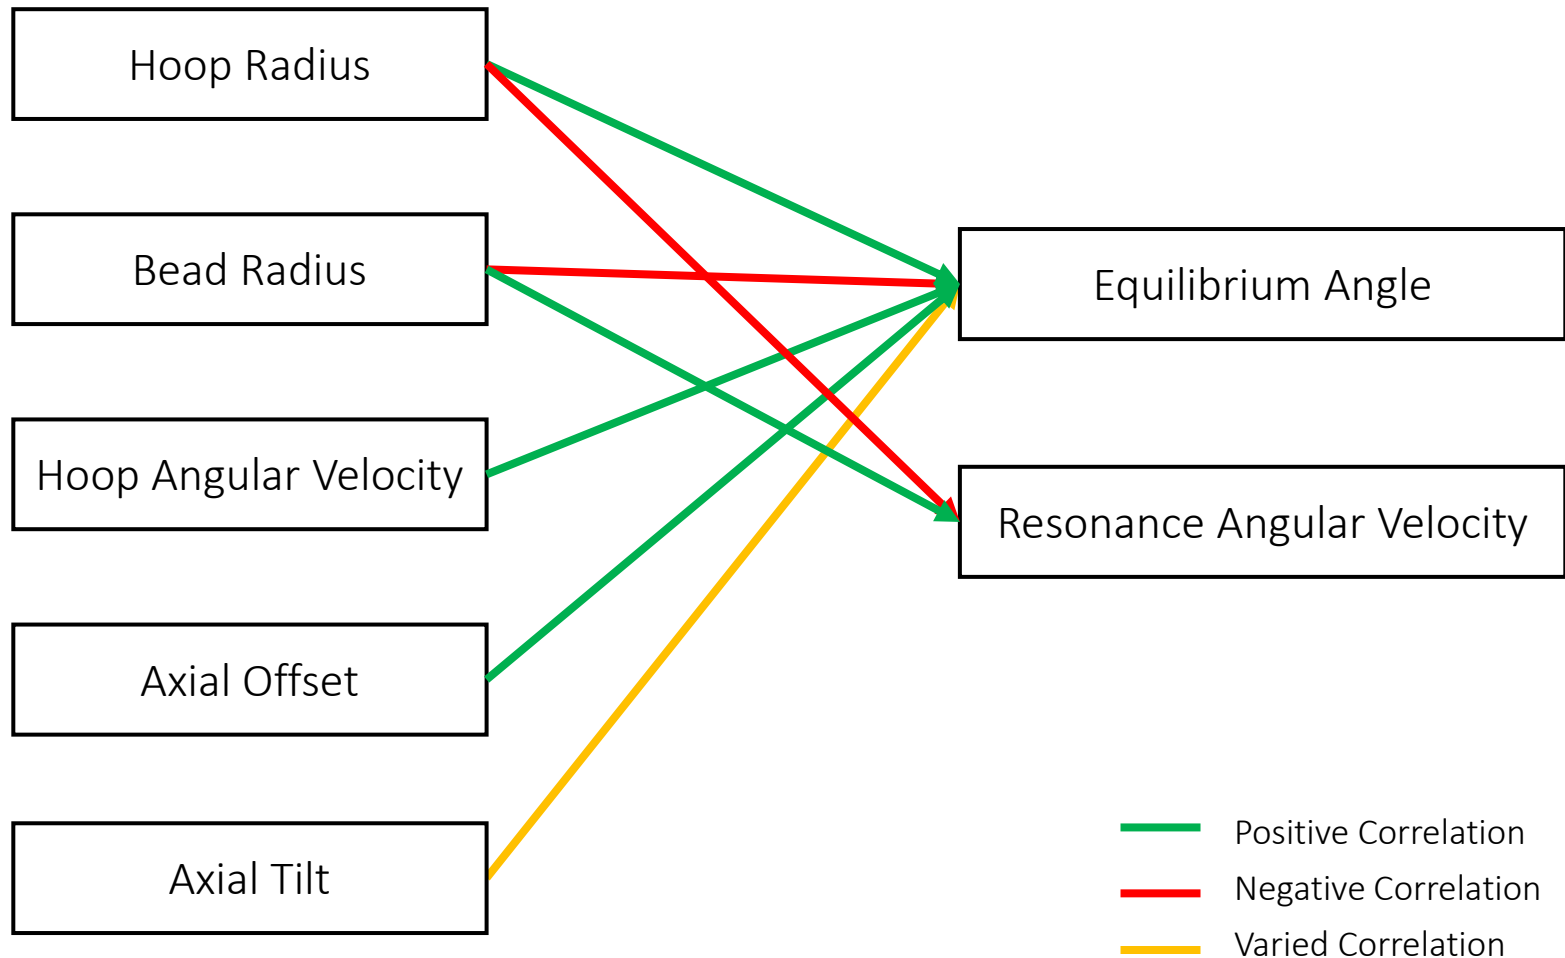 Hoop Radius
Bead Radius
Hoop Angular Velocity
Axial Offset
Axial Tilt
Equilibrium Angle
Resonance Angular Velocity
Positive Correlation
Negative Correlation
Varied Correlation